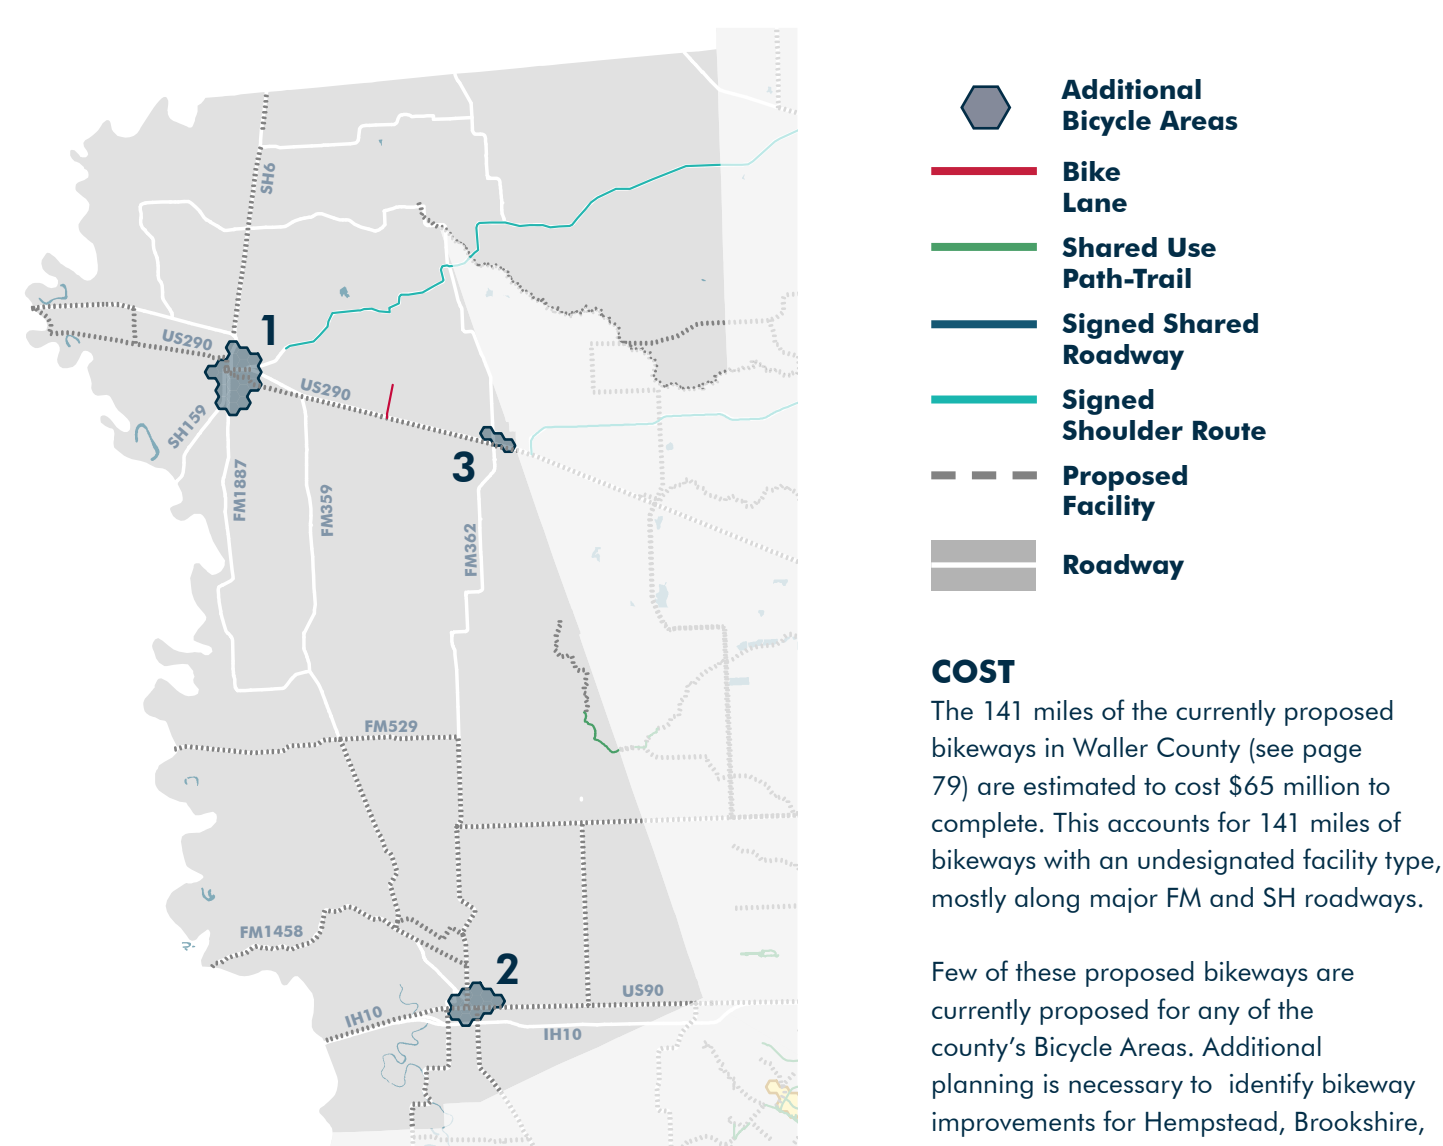 SH6
1
US290
US290
SH159
3
FM1887
FM359
FM362
FM529
FM1458
2
US90
IH10
IH10
Additional
Bicycle Areas
Bike
Lane
Shared Use
Path-Trail
Signed Shared
Roadway
Signed
Shoulder Route
Proposed
Facility
Roadway
COST
The 141 miles of the currently proposed
bikeways in Waller County (see page
79) are estimated to cost $65 million to
complete. This accounts for 141 miles of
bikeways with an undesignated facility type,
mostly along major FM and SH roadways.
Few of these proposed bikeways are
currently proposed for any of the
county’s Bicycle Areas. Additional
planning is necessary to  identify bikeway
improvements for Hempstead, Brookshire,